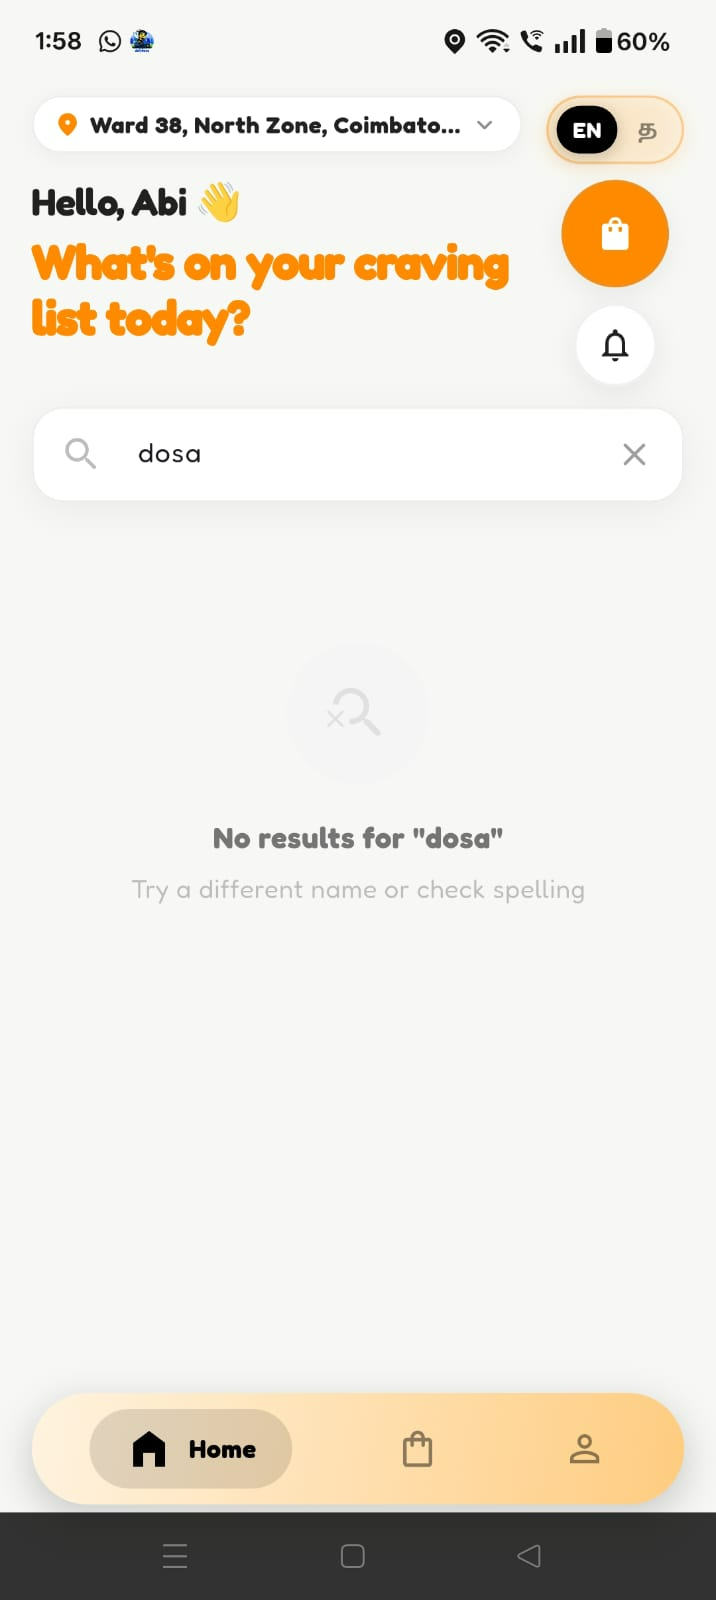 1:58
60%
Ward 38, North Zone, Coimbato...
EN த
Hello, Abi 👋
What's on your craving
list today?
dosa
No results for "dosa"
Try a different name or check spelling
Home